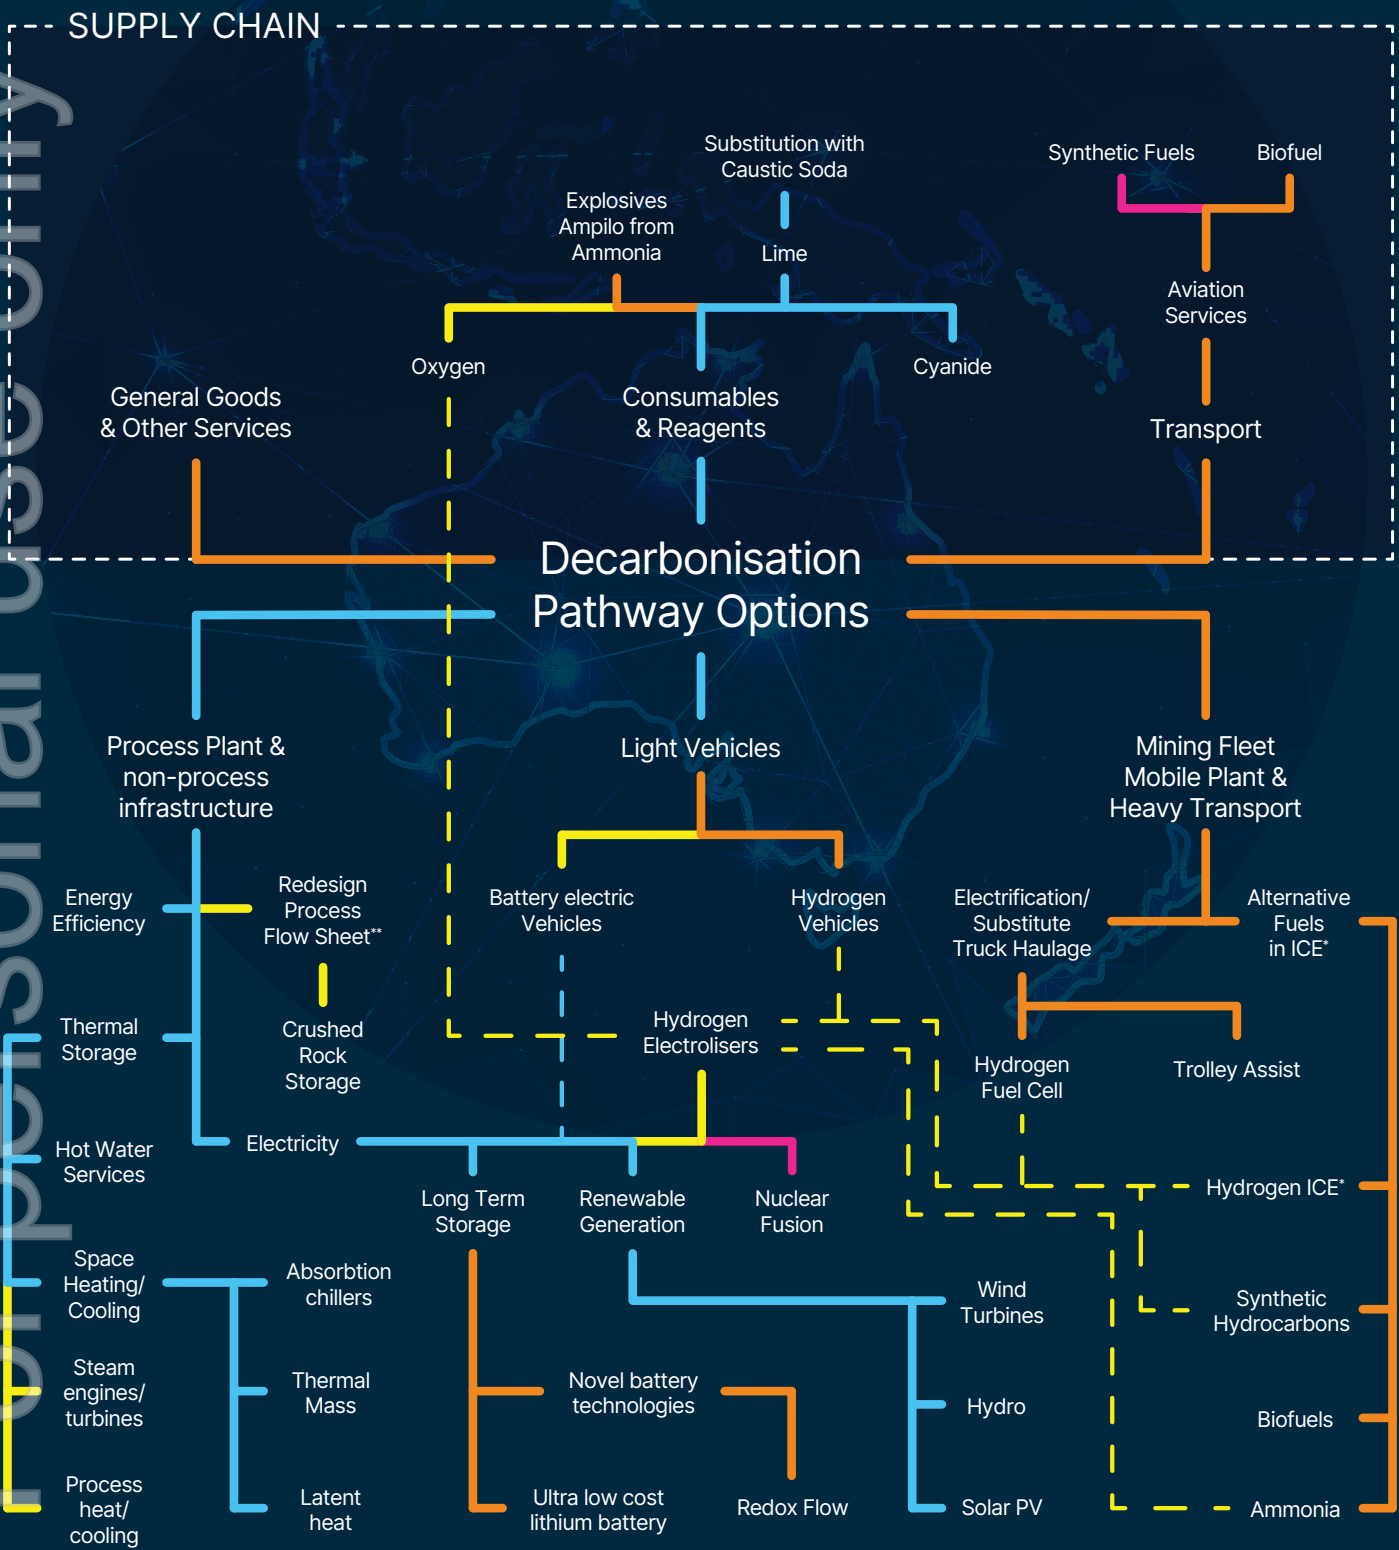 SUPPLY CHAIN
For personal use only
Substitution with
Caustic Soda
Synthetic Fuels
Biofuel
Explosives
Ampilo from
Ammonia
Lime
Aviation
Services
Oxygen
Cyanide
General Goods
& Other Services
Consumables
& Reagents
Transport
Decarbonisation
Pathway Options
Process Plant &
non-process
infrastructure
Light Vehicles
Mining Fleet
Mobile Plant &
Heavy Transport
Energy
Efficiency
Redesign
Process
Flow Sheet**
Battery electric
Vehicles
Hydrogen
Vehicles
Electrification/
Substitute
Truck Haulage
Alternative
Fuels
in ICE*
Thermal
Storage
Crushed
Rock
Storage
Hydrogen
Electrolisers
Hydrogen
Fuel Cell
Trolley Assist
Hot Water
Services
Electricity
Long Term
Storage
Renewable
Generation
Nuclear
Fusion
Hydrogen ICE*
Space
Heating/
Cooling
Absorbtion
chillers
Wind
Turbines
Synthetic
Hydrocarbons
Steam
engines/
turbines
Thermal
Mass
Novel battery
technologies
Hydro
Biofuels
Process
heat/
cooling
Latent
heat
Ultra low cost
lithium battery
Redox Flow
Solar PV
Ammonia